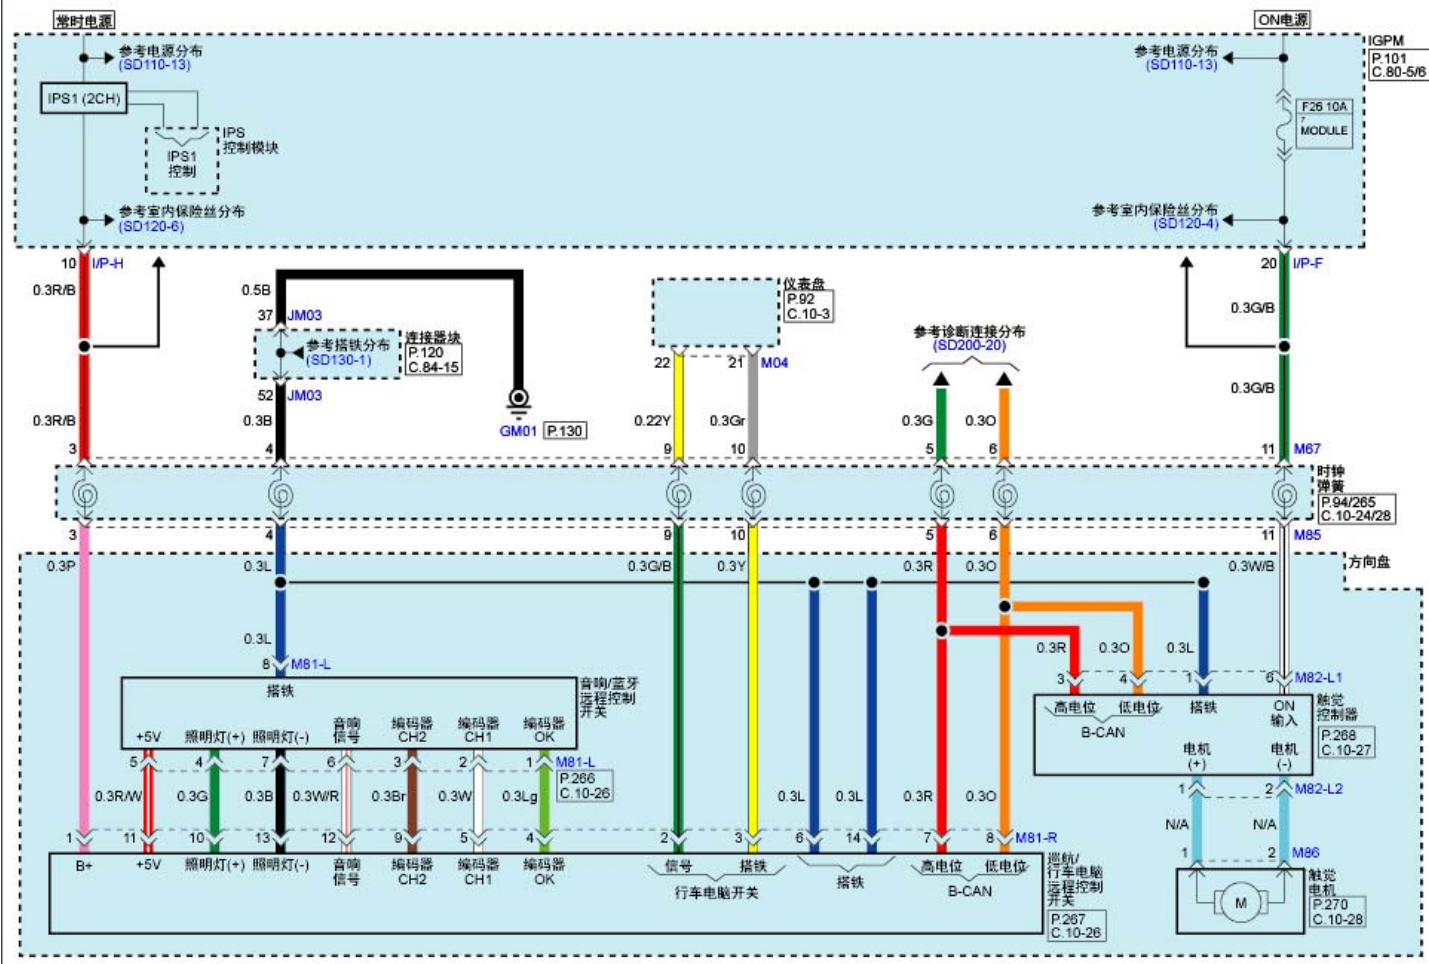 常时电源
ON电源
IGPM
P.101
C.80-5/6
参考电源分布
(SD110-13)
参考电源分布
(SD110-13)
IPS1 (2CH)
IPS
控制模块
IPS1
控制
F26 10A
7
MODULE
参考室内保险丝分布
(SD120-6)
参考室内保险丝分布
(SD120-4)
10 I/P-H
20 I/P-F
0.3R/B
0.5B
37 JM03
仪表盘
P.92
C.10-3
0.3G/B
参考搭铁分布
(SD130-1)
连接器块
P.120
C.84-15
参考诊断连接分布
(SD200-20)
22
21 M04
52 JM03
0.3G/B
0.3R/B
0.3B
GM01 P.130
0.22Y
0.3Gr
0.3G
0.3O
3
4
9
10
5
6
11 M67
时钟
弹簧
P.94/265
C.10-24/28
3
4
9
10
5
6
11 M85
方向盘
0.3P
0.3L
0.3G/B
0.3Y
0.3R
0.3O
0.3W/B
0.3L
8 M81-L
0.3R
0.3O
0.3L
3
4
1
6 M82-L1
搭铁
音响/蓝牙
远程控制
开关
高电位
低电位
B-CAN
搭铁
ON
输入
触觉
控制器
P.268
C.10-27
+5V
照明灯(+)
照明灯(-)
音响
信号
编码器
CH2
编码器
CH1
编码器
OK
电机
(+)
电机
(-)
5
4
7
6
3
2
1 M81-L
P.266
C.10-26
1
2 M82-L2
0.3R/W
0.3G
0.3B
0.3W/R
0.3Br
0.3W
0.3Lg
0.3L
0.3L
0.3R
0.3O
N/A
N/A
1
11
10
13
12
9
5
4
2
3
6
14
7
8 M81-R
1
2 M86
B+
+5V
照明灯(+)
照明灯(-)
音响
信号
编码器
CH2
编码器
CH1
编码器
OK
信号
搭铁
行车电脑开关
搭铁
高电位
低电位
B-CAN
巡航/
行车电脑
远程控制
开关
P.267
C.10-26
M
触觉
电机
P.270
C.10-28